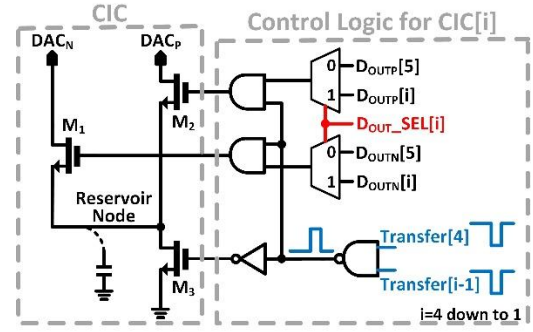 CIC
Control Logic for CIC[i]
DACN
DACP
M1
M2
M3
Reservoir
Node
0
DOUTP[5]
1
DOUTP[i]
DOUT_SEL[i]
0
DOUTN[5]
1
DOUTN[i]
Transfer[4]
Transfer[i-1]
i=4 down to 1